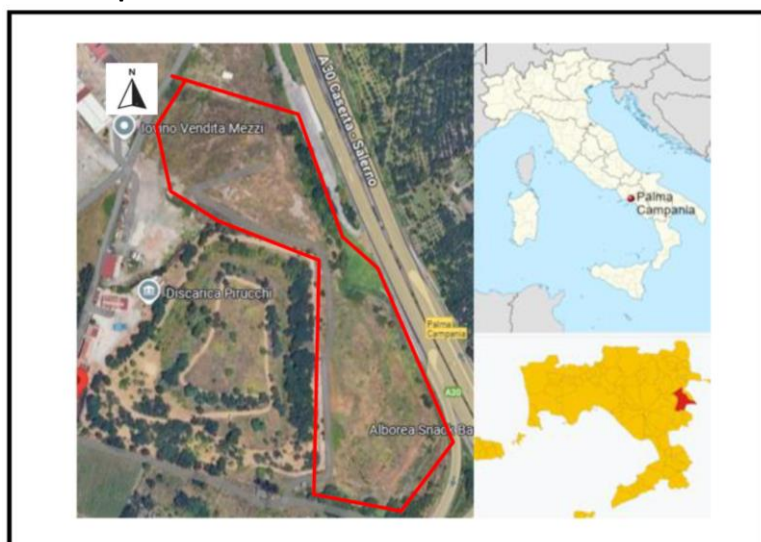 N
Iovino Vendita Mezzi
A30 Caserta - Salerno
Discarica Pirucchi
Palma
Campania
A30
Alborea Snack Ba
Palma
Campania